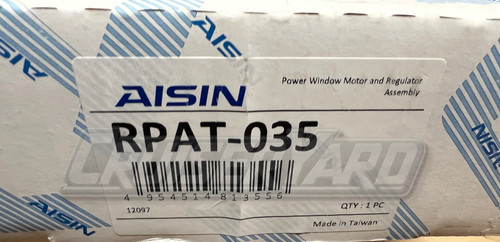 AISIN
Power Window Motor and Regulator
Assembly
RPAT-035
4 954514 813556
12097
QTY : 1 PC
Made in Taiwan
AISIN
AISIN